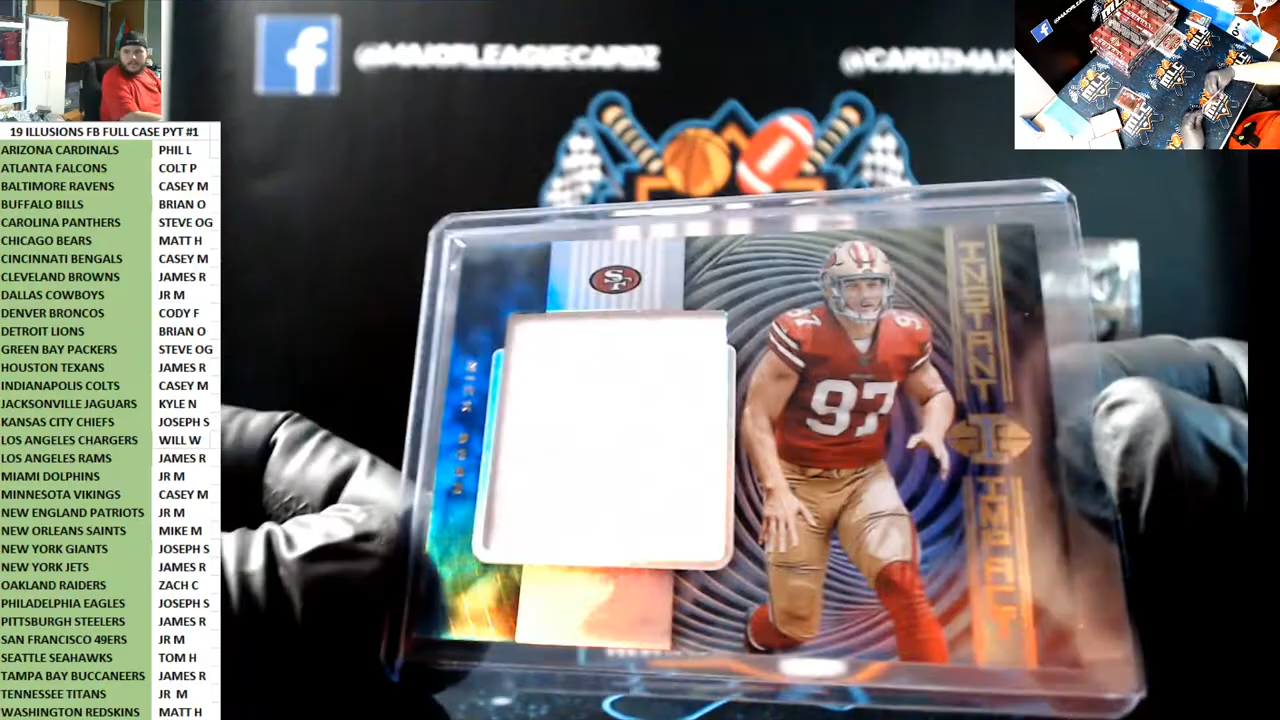 @MAJORLEAGUECARDZ
@CARDZMAJO
19 ILLUSIONS FB FULL CASE PYT #1
ARIZONA CARDINALS PHIL L
ATLANTA FALCONS COLT P
BALTIMORE RAVENS CASEY M
BUFFALO BILLS BRIAN O
CAROLINA PANTHERS STEVE OG
CHICAGO BEARS MATT H
CINCINNATI BENGALS CASEY M
CLEVELAND BROWNS JAMES R
DALLAS COWBOYS JR M
DENVER BRONCOS CODY F
DETROIT LIONS BRIAN O
GREEN BAY PACKERS STEVE OG
HOUSTON TEXANS JAMES R
INDIANAPOLIS COLTS CASEY M
JACKSONVILLE JAGUARS KYLE N
KANSAS CITY CHIEFS JOSEPH S
LOS ANGELES CHARGERS WILL W
LOS ANGELES RAMS JAMES R
MIAMI DOLPHINS JR M
MINNESOTA VIKINGS CASEY M
NEW ENGLAND PATRIOTS JR M
NEW ORLEANS SAINTS MIKE M
NEW YORK GIANTS JOSEPH S
NEW YORK JETS JAMES R
OAKLAND RAIDERS ZACH C
PHILADELPHIA EAGLES JOSEPH S
PITTSBURGH STEELERS JAMES R
SAN FRANCISCO 49ERS JR M
SEATTLE SEAHAWKS TOM H
TAMPA BAY BUCCANEERS JAMES R
TENNESSEE TITANS JR M
WASHINGTON REDSKINS MATT H
SF
97
97
INSTANT
I
IMPACT